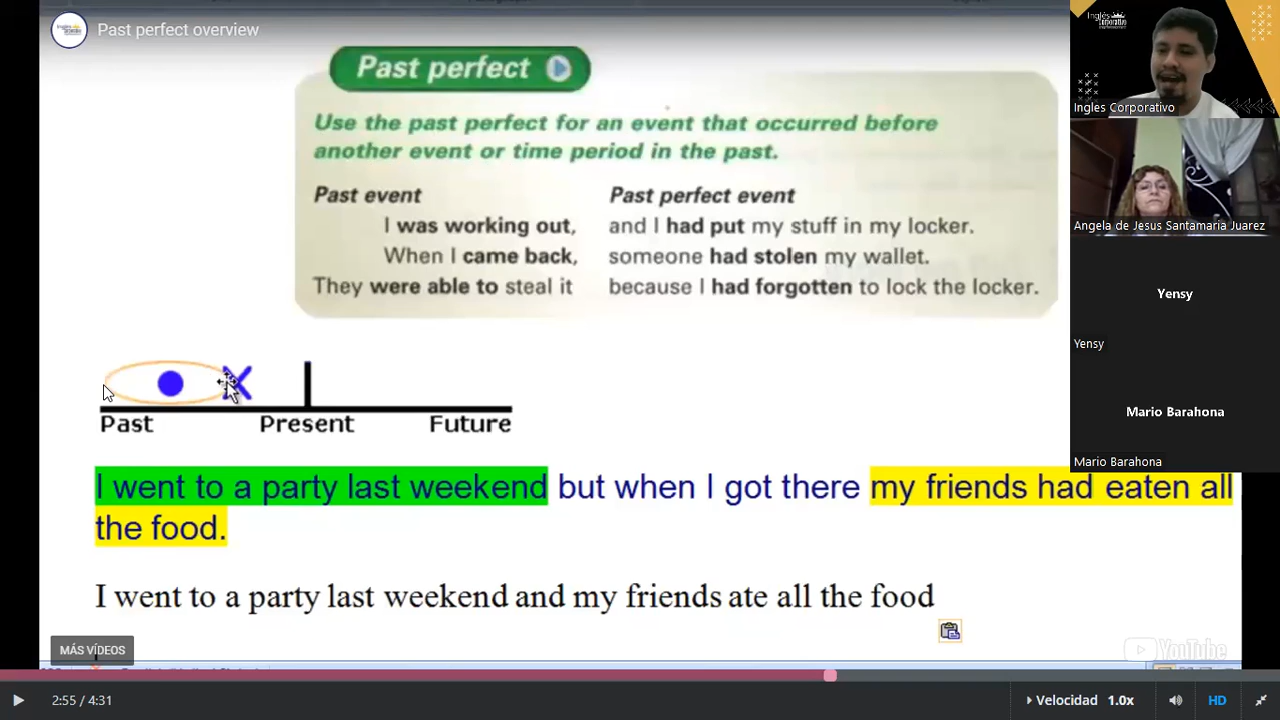 Past perfect overview
Past perfect
Use the past perfect for an event that occurred before
another event or time period in the past.
Past event Past perfect event
I was working out, and I had put my stuff in my locker.
When I came back, someone had stolen my wallet.
They were able to steal it because I had forgotten to lock the locker.
Past Present Future
I went to a party last weekend but when I got there my friends had eaten all
the food.
I went to a party last weekend and my friends ate all the food
MÁS VÍDEOS
YouTube
2:55 / 4:31
Velocidad 1.0x
HD
Inglés
Corporativo
Ingles Corporativo
Angela de Jesus Santamaría Juarez
Yensy
Yensy
Mario Barahona
Mario Barahona